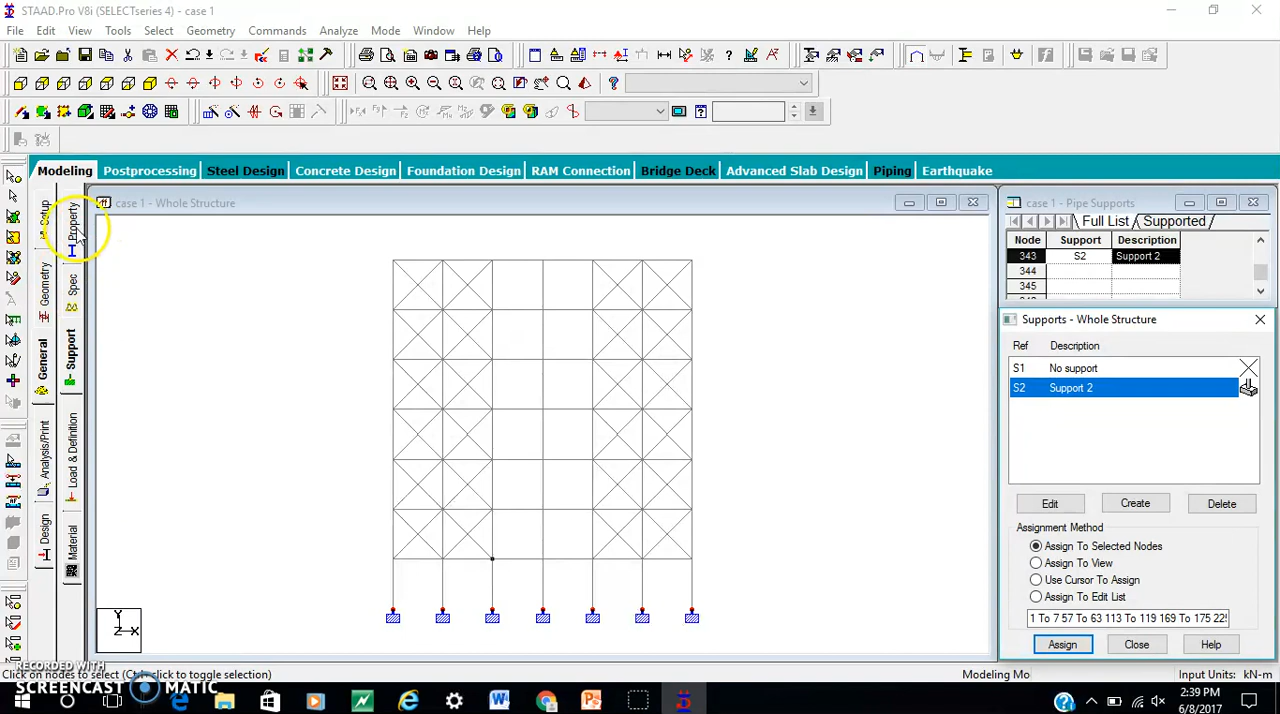 STAAD.Pro V8i (SELECTseries 4) - case 1
File Edit View Tools Select Geometry Commands Analyze Mode Window Help
Modeling Postprocessing Steel Design Concrete Design Foundation Design RAM Connection Bridge Deck Advanced Slab Design Piping Earthquake
Setup
Geometry
General
Analysis/Print
Design
Property
Spec
Support
Load & Definition
Material
case 1 - Whole Structure
Y
Z X
case 1 - Pipe Supports
Full List Supported
Node Support Description
343 S2 Support 2
344
345
Supports - Whole Structure
Ref Description
S1 No support
S2 Support 2
Edit Create Delete
Assignment Method
Assign To Selected Nodes
Assign To View
Use Cursor To Assign
Assign To Edit List
1 To 7 57 To 63 113 To 119 169 To 175 225
Assign Close Help
RECORDED WITH
SCREENCAST MATIC
Click on nodes to select (Ctrl+click to toggle selection)
Modeling Mo
Input Units: kN-m
2:39 PM
6/8/2017